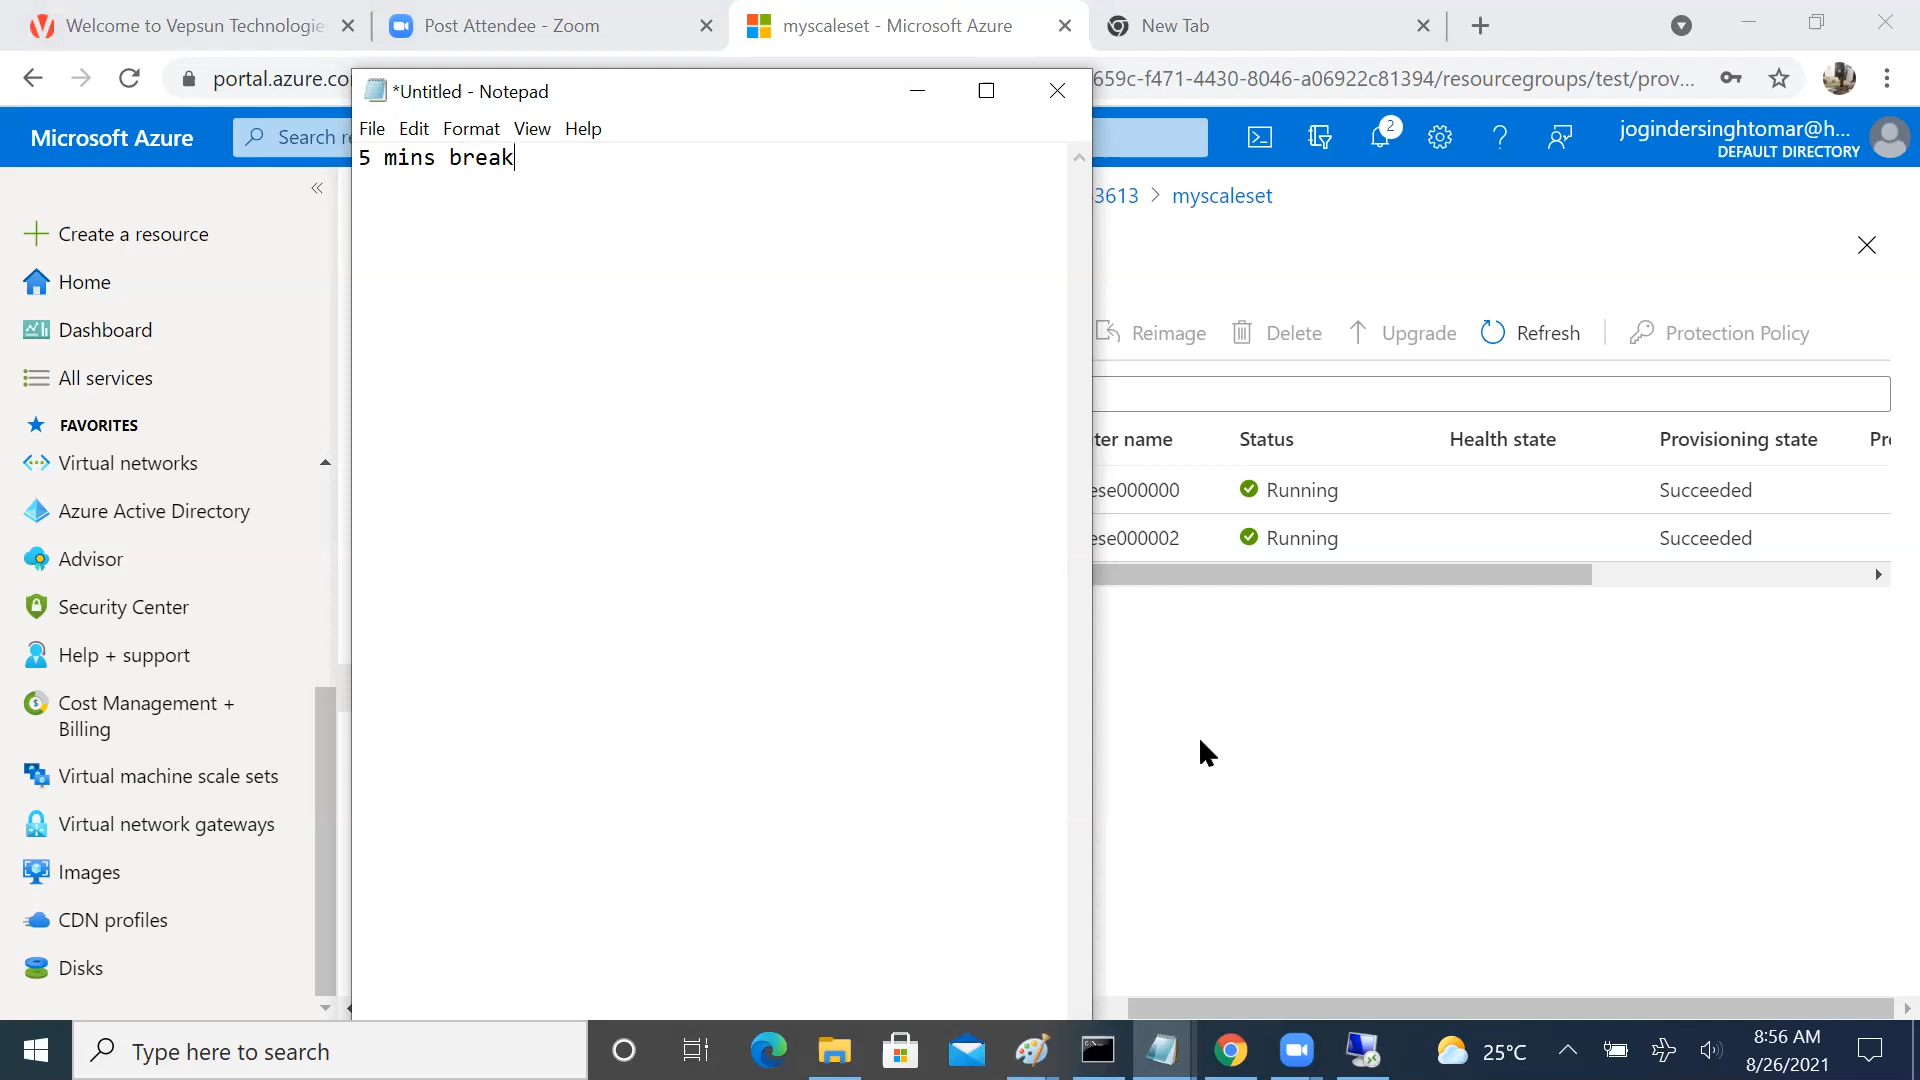 Welcome to Vepsun Technologie
Post Attendee - Zoom
myscaleset - Microsoft Azure
New Tab
portal.azure.co
659c-f471-4430-8046-a06922c81394/resourcegroups/test/prov...
*Untitled - Notepad
File Edit Format View Help
5 mins break
Microsoft Azure
Search re
2
jogindersinghtomar@h...
DEFAULT DIRECTORY
3613 > myscaleset
Create a resource
Home
Dashboard
All services
FAVORITES
Virtual networks
Azure Active Directory
Advisor
Security Center
Help + support
Cost Management +
Billing
Virtual machine scale sets
Virtual network gateways
Images
CDN profiles
Disks
Reimage Delete Upgrade Refresh Protection Policy
ter name Status Health state Provisioning state Pro
ese000000 Running Succeeded
ese000002 Running Succeeded
Type here to search
25°C
8:56 AM
8/26/2021